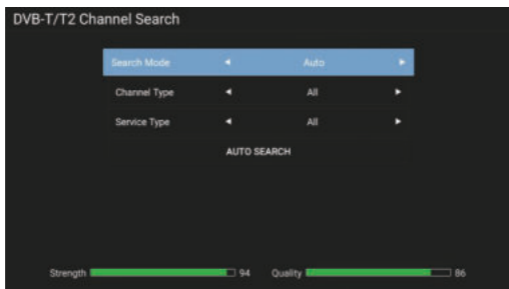 DVB-T/T2 Channel Search
Search Mode Auto
Channel Type All
Service Type All
AUTO SEARCH
Strength 94 Quality 86